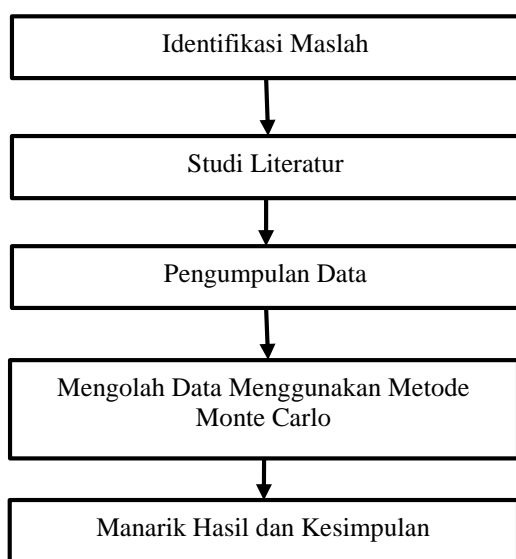 Identifikasi Maslah
Studi Literatur
Pengumpulan Data
Mengolah Data Menggunakan Metode
Monte Carlo
Manarik Hasil dan Kesimpulan